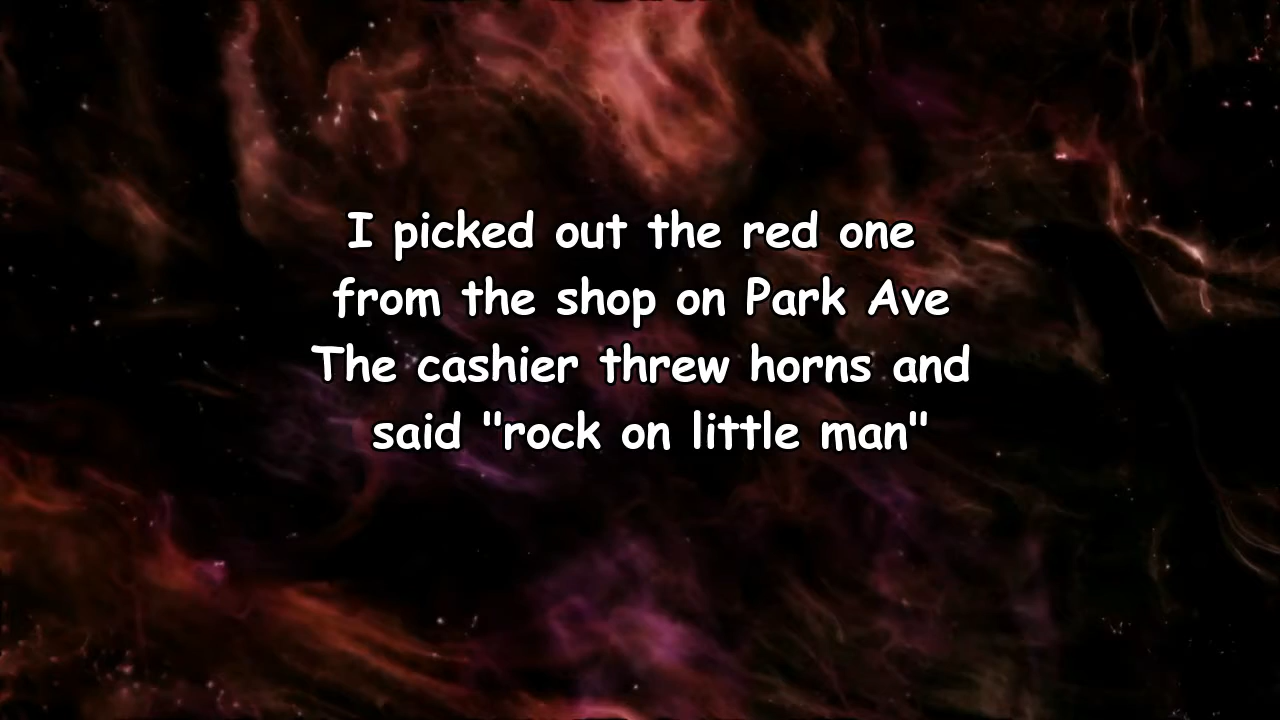 I picked out the red one
from the shop on Park Ave
The cashier threw horns and
said "rock on little man"